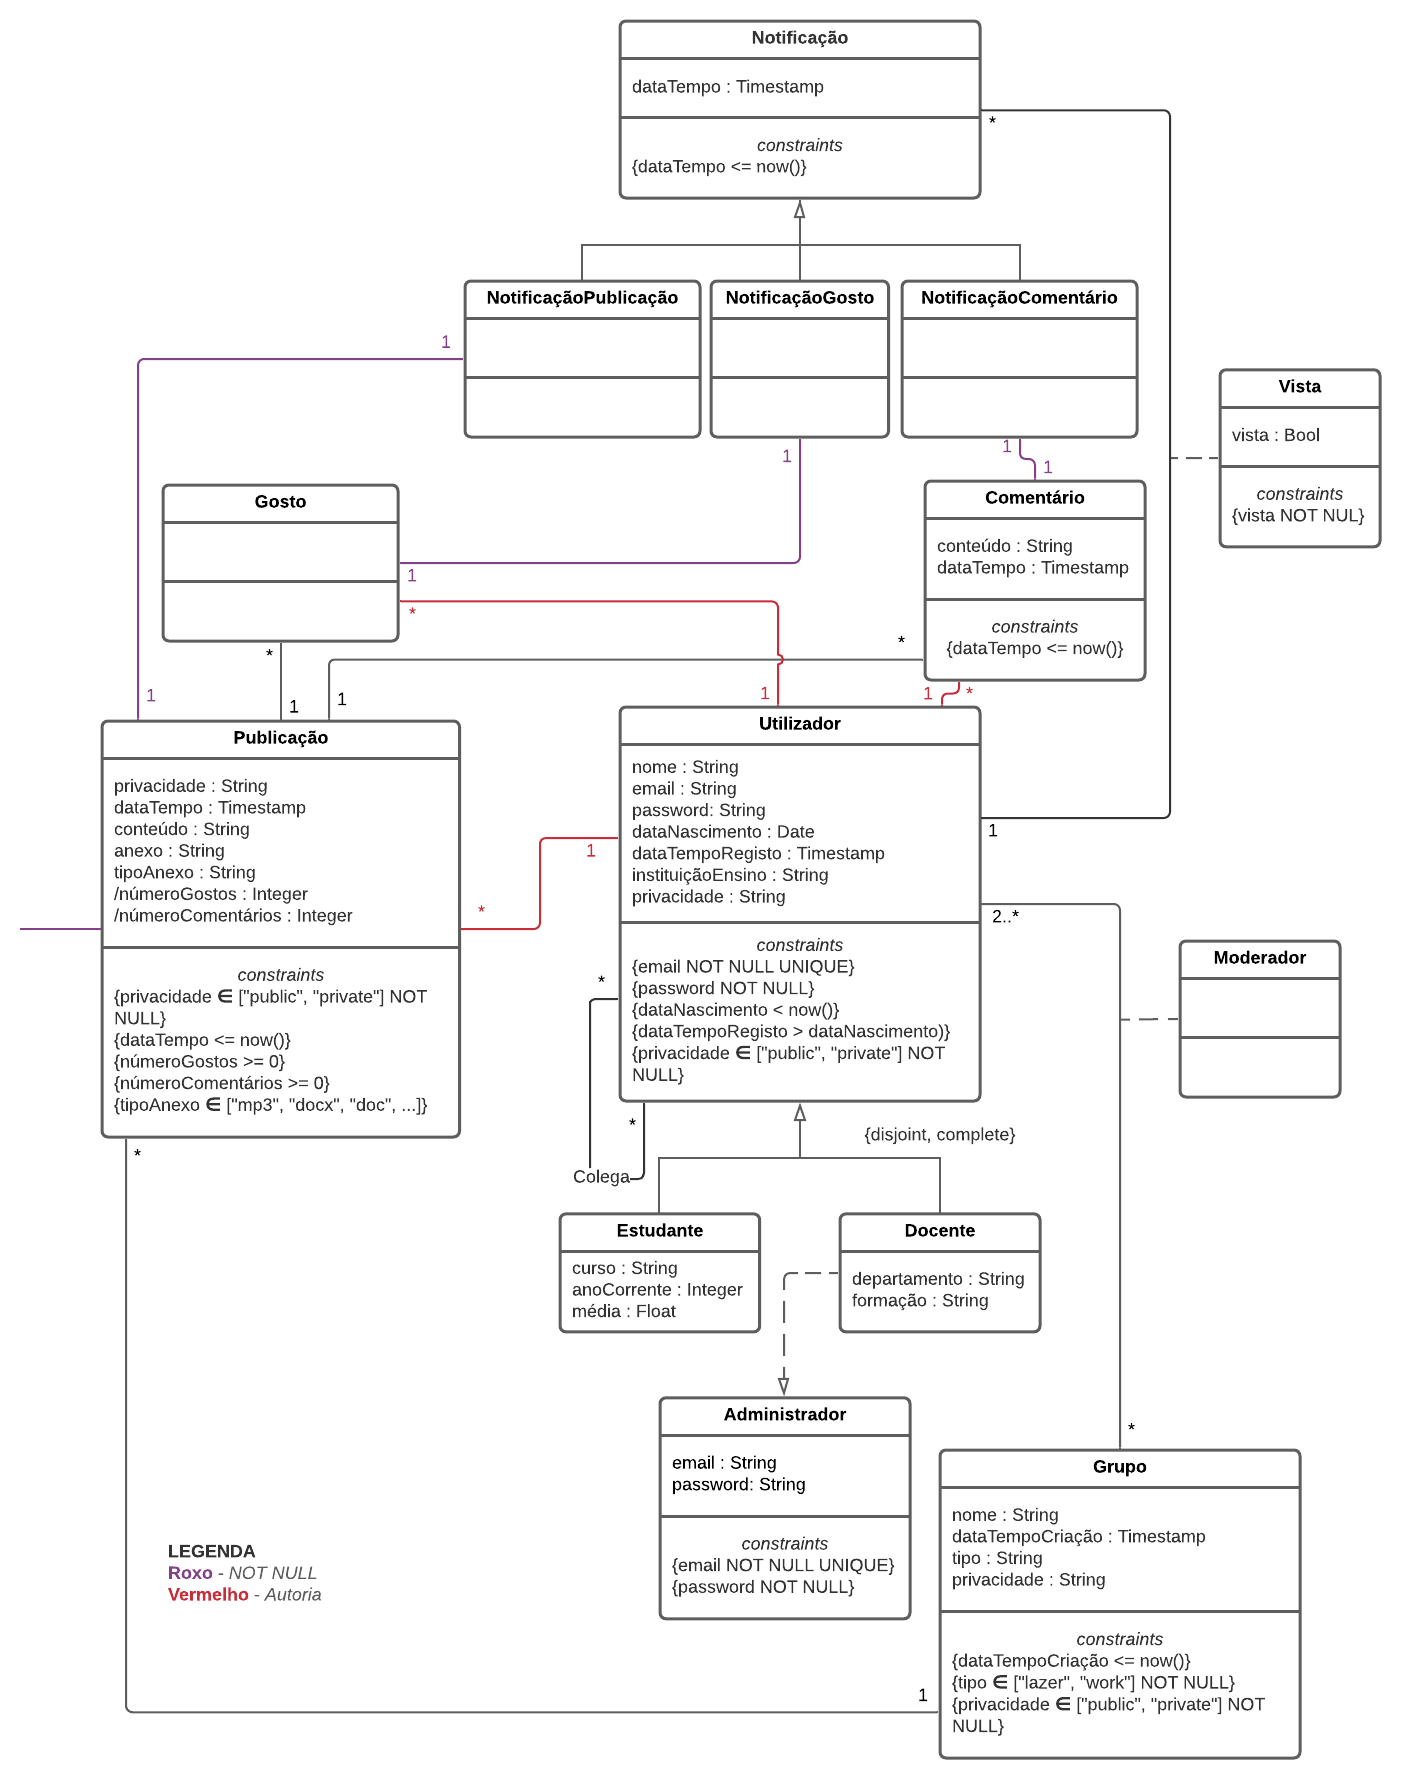 Notificação
dataTempo : Timestamp
constraints
{dataTempo <= now()}
*
NotificaçãoPublicação
NotificaçãoGosto
NotificaçãoComentário
1
1
1
1
Vista
vista : Bool
constraints
{vista NOT NUL}
Gosto
1
*
*
1
1
1
Comentário
conteúdo : String
dataTempo : Timestamp
constraints
{dataTempo <= now()}
*
1
1
*
Publicação
privacidade : String
dataTempo : Timestamp
conteúdo : String
anexo : String
tipoAnexo : String
/númeroGostos : Integer
/númeroComentários : Integer
constraints
{privacidade ∈ ["public", "private"] NOT
NULL}
{dataTempo <= now()}
{númeroGostos >= 0}
{númeroComentários >= 0}
{tipoAnexo ∈ ["mp3", "docx", "doc", ...]}
*
*
1
Utilizador
nome : String
email : String
password: String
dataNascimento : Date
dataTempoRegisto : Timestamp
instituiçãoEnsino : String
privacidade : String
constraints
{email NOT NULL UNIQUE}
{password NOT NULL}
{dataNascimento < now()}
{dataTempoRegisto > dataNascimento)}
{privacidade ∈ ["public", "private"] NOT
NULL}
1
2..*
*
*
Colega
{disjoint, complete}
Moderador
Estudante
curso : String
anoCorrente : Integer
média : Float
Docente
departamento : String
formação : String
Administrador
email : String
password: String
constraints
{email NOT NULL UNIQUE}
{password NOT NULL}
*
Grupo
nome : String
dataTempoCriação : Timestamp
tipo : String
privacidade : String
constraints
{dataTempoCriação <= now()}
{tipo ∈ ["lazer", "work"] NOT NULL}
{privacidade ∈ ["public", "private"] NOT
NULL}
1
LEGENDA
Roxo - NOT NULL
Vermelho - Autoria